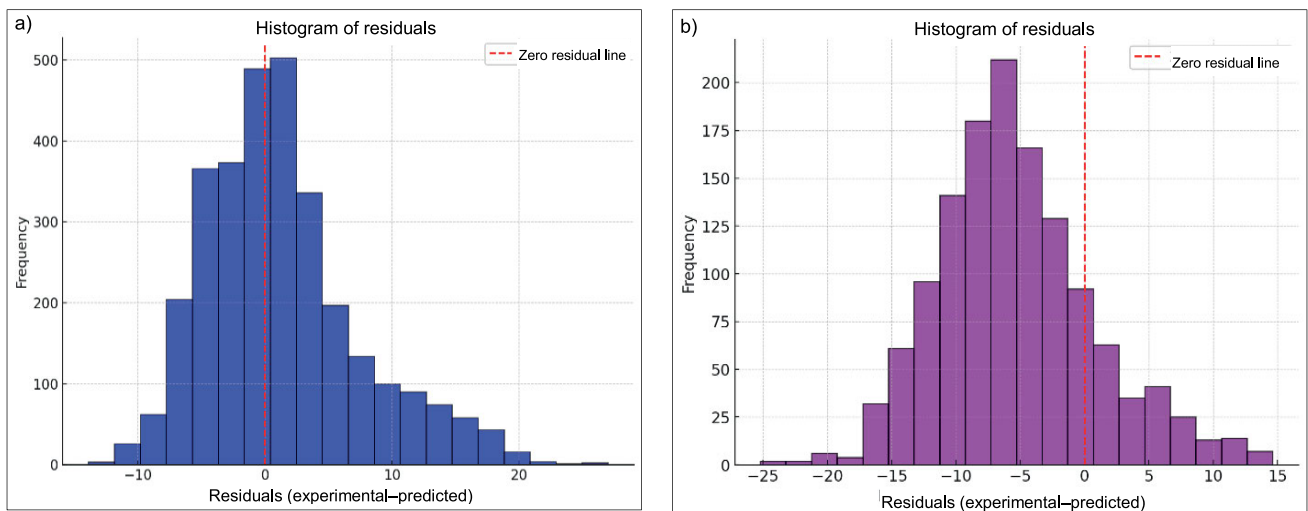 a)
Histogram of residuals
Zero residual line
500
400
300
200
100
0
Frequency
−10 0 10 20
Residuals (experimental–predicted)
b)
Histogram of residuals
Zero residual line
200
175
150
125
100
75
50
25
0
Frequency
−25 −20 −15 −10 −5 0 5 10 15
Residuals (experimental–predicted)